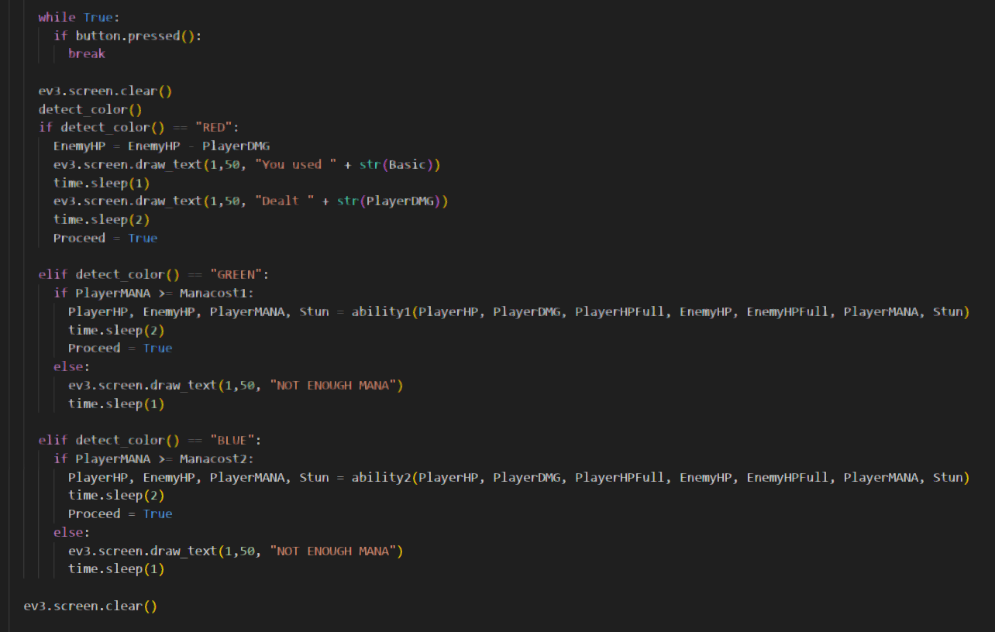 while True:
if button.pressed():
break
ev3.screen.clear()
detect_color()
if detect_color() == "RED":
EnemyHP = EnemyHP - PlayerDMG
ev3.screen.draw_text(1,50, "You used " + str(Basic))
time.sleep(1)
ev3.screen.draw_text(1,50, "Dealt " + str(PlayerDMG))
time.sleep(2)
Proceed = True
elif detect_color() == "GREEN":
if PlayerMANA >= Manacost1:
PlayerHP, EnemyHP, PlayerMANA, Stun = ability1(PlayerHP, PlayerDMG, PlayerHPFull, EnemyHP, EnemyHPFull, PlayerMANA, Stun)
time.sleep(2)
Proceed = True
else:
ev3.screen.draw_text(1,50, "NOT ENOUGH MANA")
time.sleep(1)
elif detect_color() == "BLUE":
if PlayerMANA >= Manacost2:
PlayerHP, EnemyHP, PlayerMANA, Stun = ability2(PlayerHP, PlayerDMG, PlayerHPFull, EnemyHP, EnemyHPFull, PlayerMANA, Stun)
time.sleep(2)
Proceed = True
else:
ev3.screen.draw_text(1,50, "NOT ENOUGH MANA")
time.sleep(1)
ev3.screen.clear()